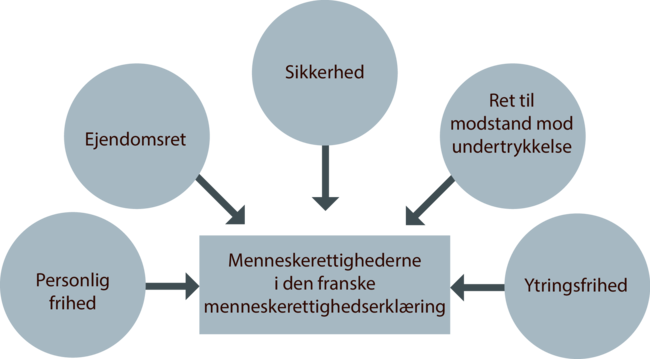 Sikkerhed
Ejendomsret
Ret til
modstand mod
undertrykkelse
Personlig
frihed
Menneskerettighederne
i den franske
menneskerettighedserklæring
Ytringsfrihed